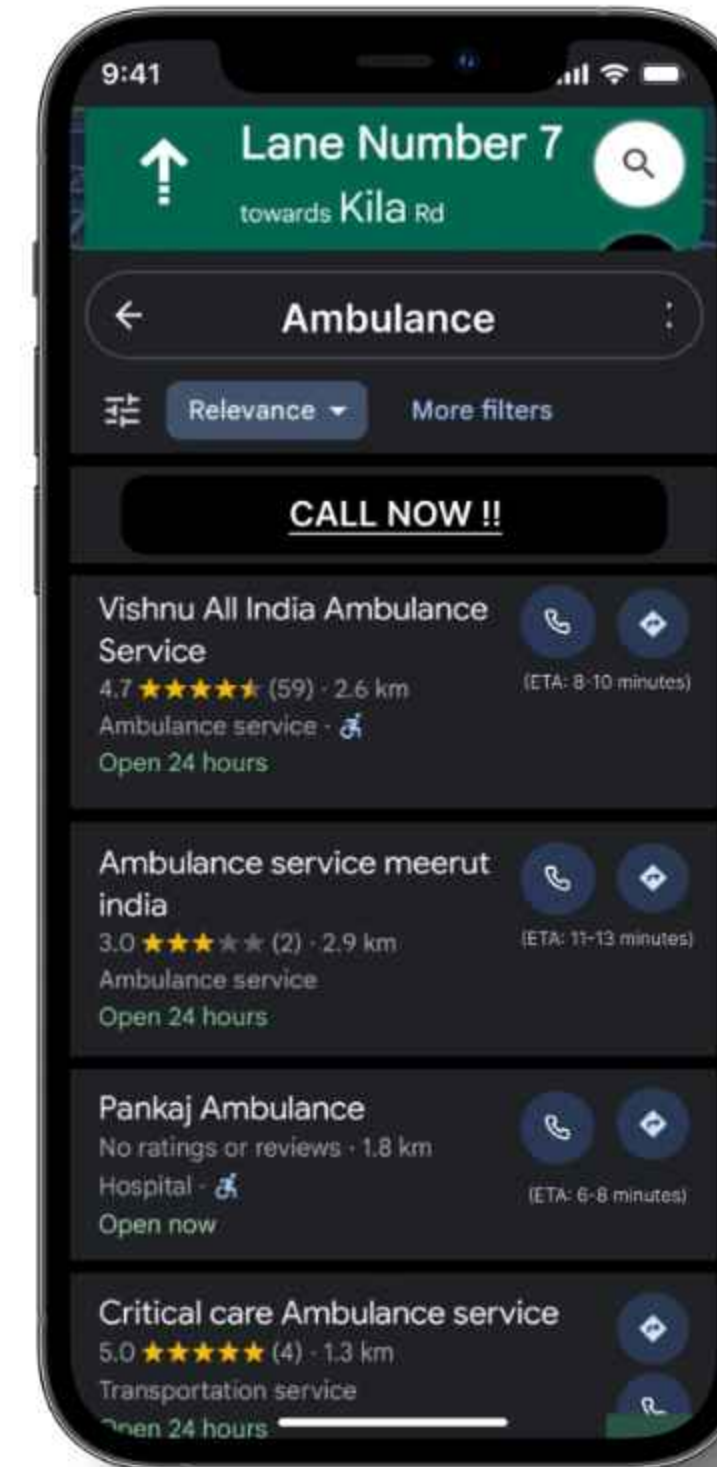 9:41
Lane Number 7
towards Kila Rd
Ambulance
Relevance
More filters
CALL NOW !!
Vishnu All India Ambulance
Service
4.7 (59) · 2.6 km
(ETA: 8-10 minutes)
Ambulance service ·
Open 24 hours
Ambulance service meerut
india
3.0 (2) · 2.9 km
(ETA: 11-13 minutes)
Ambulance service
Open 24 hours
Pankaj Ambulance
No ratings or reviews · 1.8 km
Hospital ·
(ETA: 6-8 minutes)
Open now
Critical care Ambulance service
5.0 (4) · 1.3 km
Transportation service
Open 24 hours